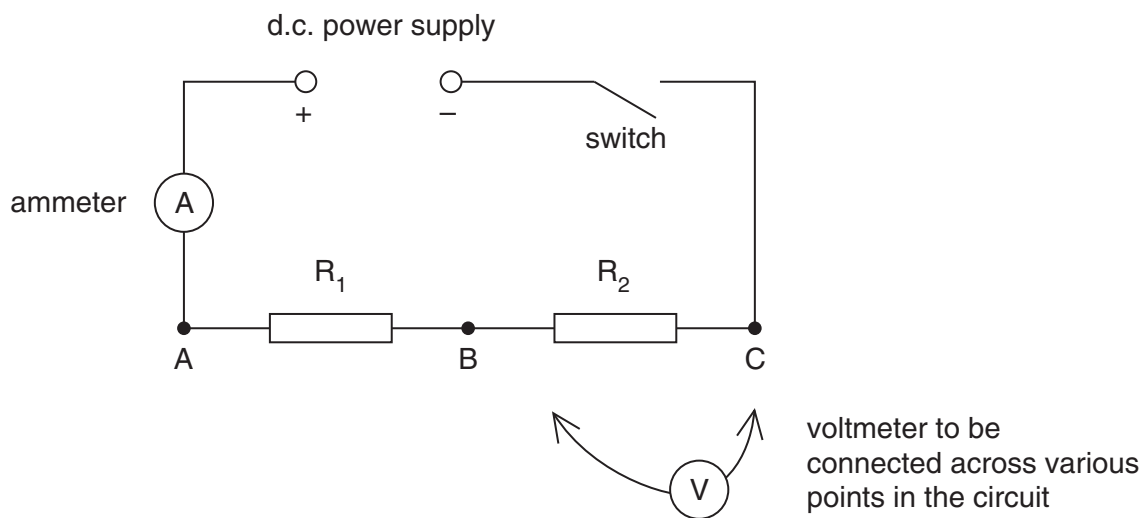 d.c. power supply
+ –
switch
ammeter A
R1 R2
A B C
voltmeter to be
connected across various
points in the circuit
V